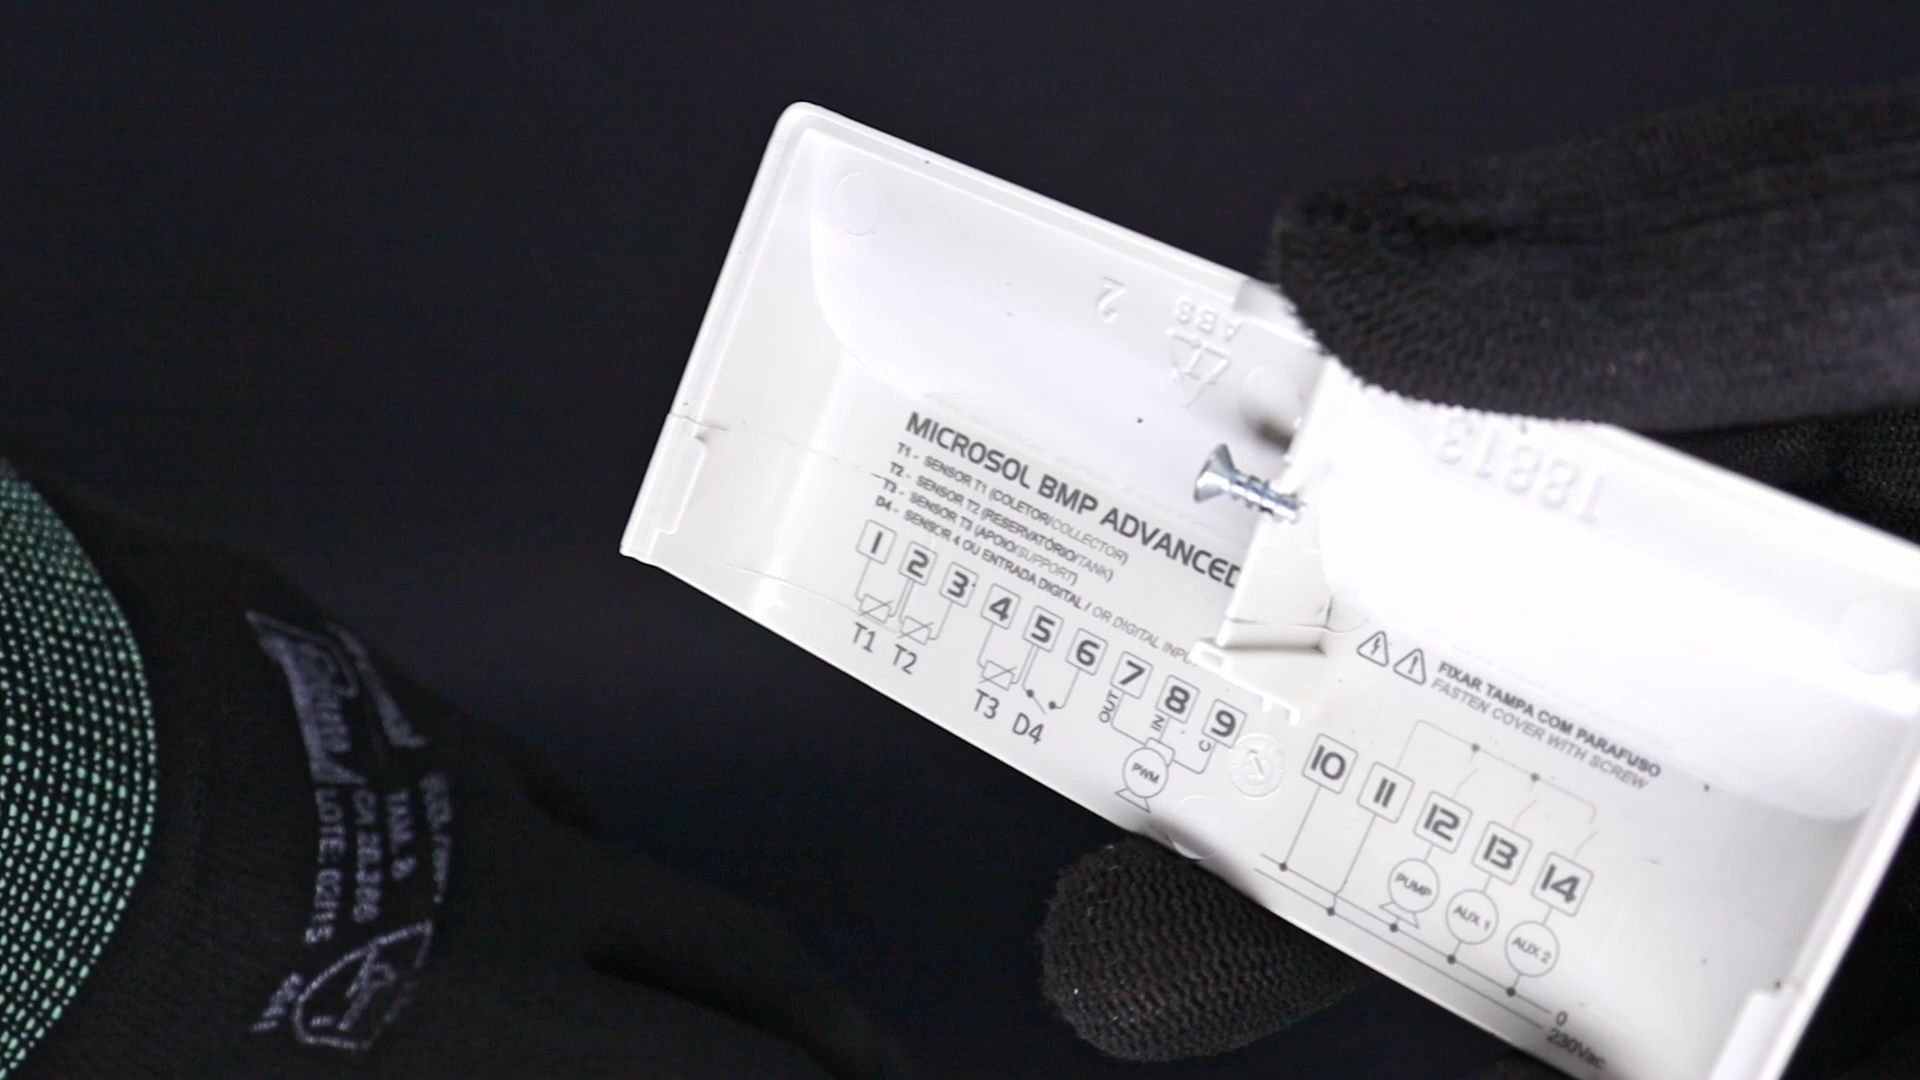 2
ABS
18813
MICROSOL BMP ADVANCED
T1 - SENSOR T1 (COLETOR/COLLECTOR)
T2 - SENSOR T2 (RESERVATÓRIO/TANK)
T3 - SENSOR T3 (APOIO/SUPPORT)
D4 - SENSOR 4 OU ENTRADA DIGITAL / OR DIGITAL INPU
1 2 3 4 5 6 7 8 9
T1 T2 T3 D4
OUT IN C
PWM
FIXAR TAMPA COM PARAFUSO
FASTEN COVER WITH SCREW
10 11 12 13 14
PUMP AUX 1 AUX 2
0
230Vac
TAM. 8